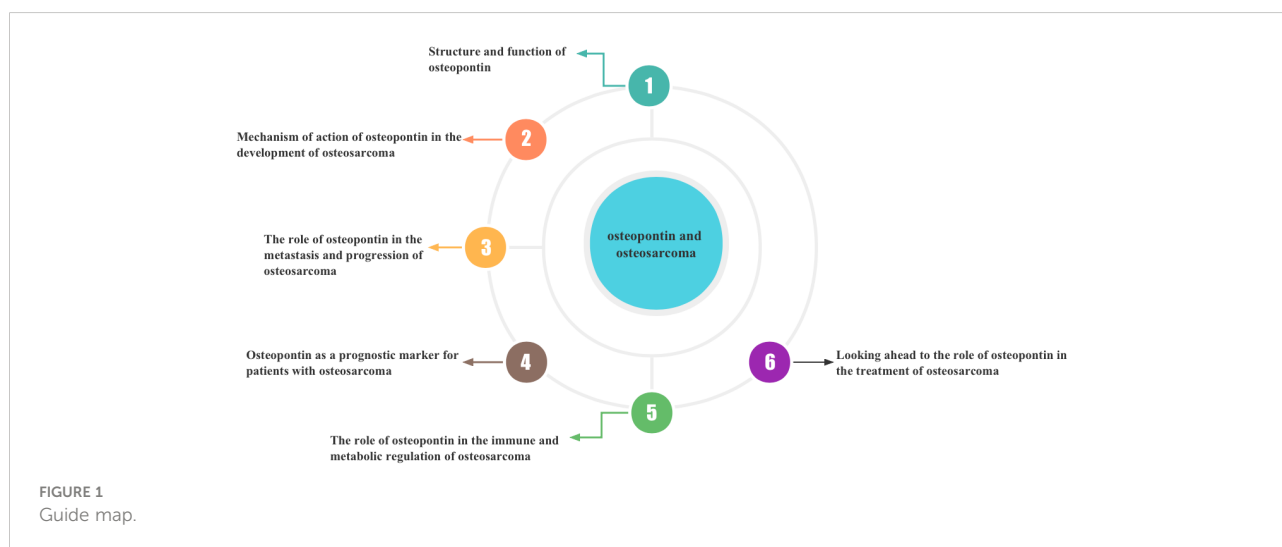 Structure and function of
osteopontin
1
2
Mechanism of action of osteopontin in the
development of osteosarcoma
The role of osteopontin in the
metastasis and progression of
osteosarcoma
3
osteopontin and
osteosarcoma
Osteopontin as a prognostic marker for
patients with osteosarcoma
4
The role of osteopontin in the immune and
metabolic regulation of osteosarcoma
5
6
Looking ahead to the role of osteopontin in
the treatment of osteosarcoma
FIGURE 1
Guide map.